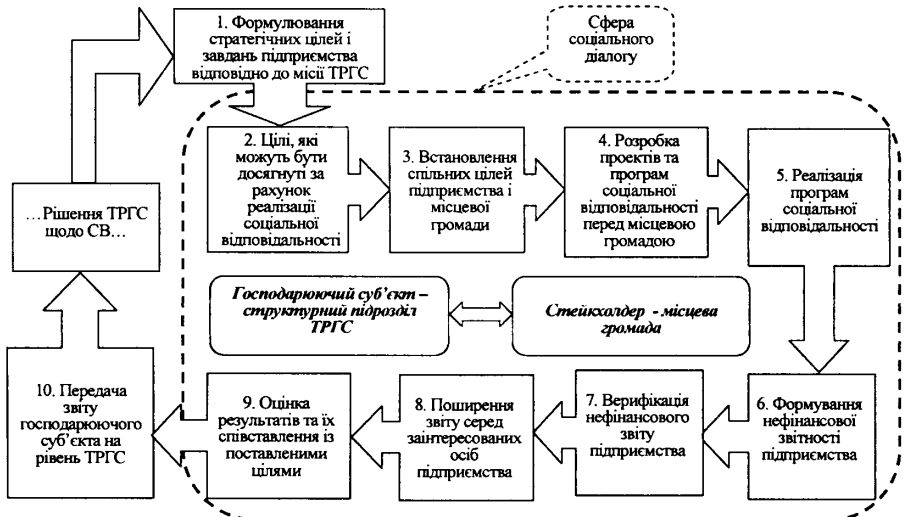 1. Формулювання
стратегічних цілей і
завдань підприємства
відповідно до місії ТРГС
Сфера
соціального
діалогу
2. Цілі, які
можуть бути
досягнуті за
рахунок
реалізації
соціальної
відповідальності
3. Встановлення
спільних цілей
підприємства і
місцевої
громади
4. Розробка
проектів та
програм
соціальної
відповідальності
перед місцевою
громадою
5. Реалізація
програм
соціальної
відповідальності
…Рішення ТРГС
щодо СВ…
Господарюючий суб’єкт –
структурний підрозділ
ТРГС
Стейкхолдер - місцева
громада
10. Передача
звіту
господарюючого
суб’єкта на
рівень ТРГС
9. Оцінка
результатів та їх
співставлення із
поставленими
цілями
8. Поширення
звіту серед
заінтересованих
осіб
підприємства
7. Верифікація
нефінансового
звіту
підприємства
6. Формування
нефінансової
звітності
підприємства